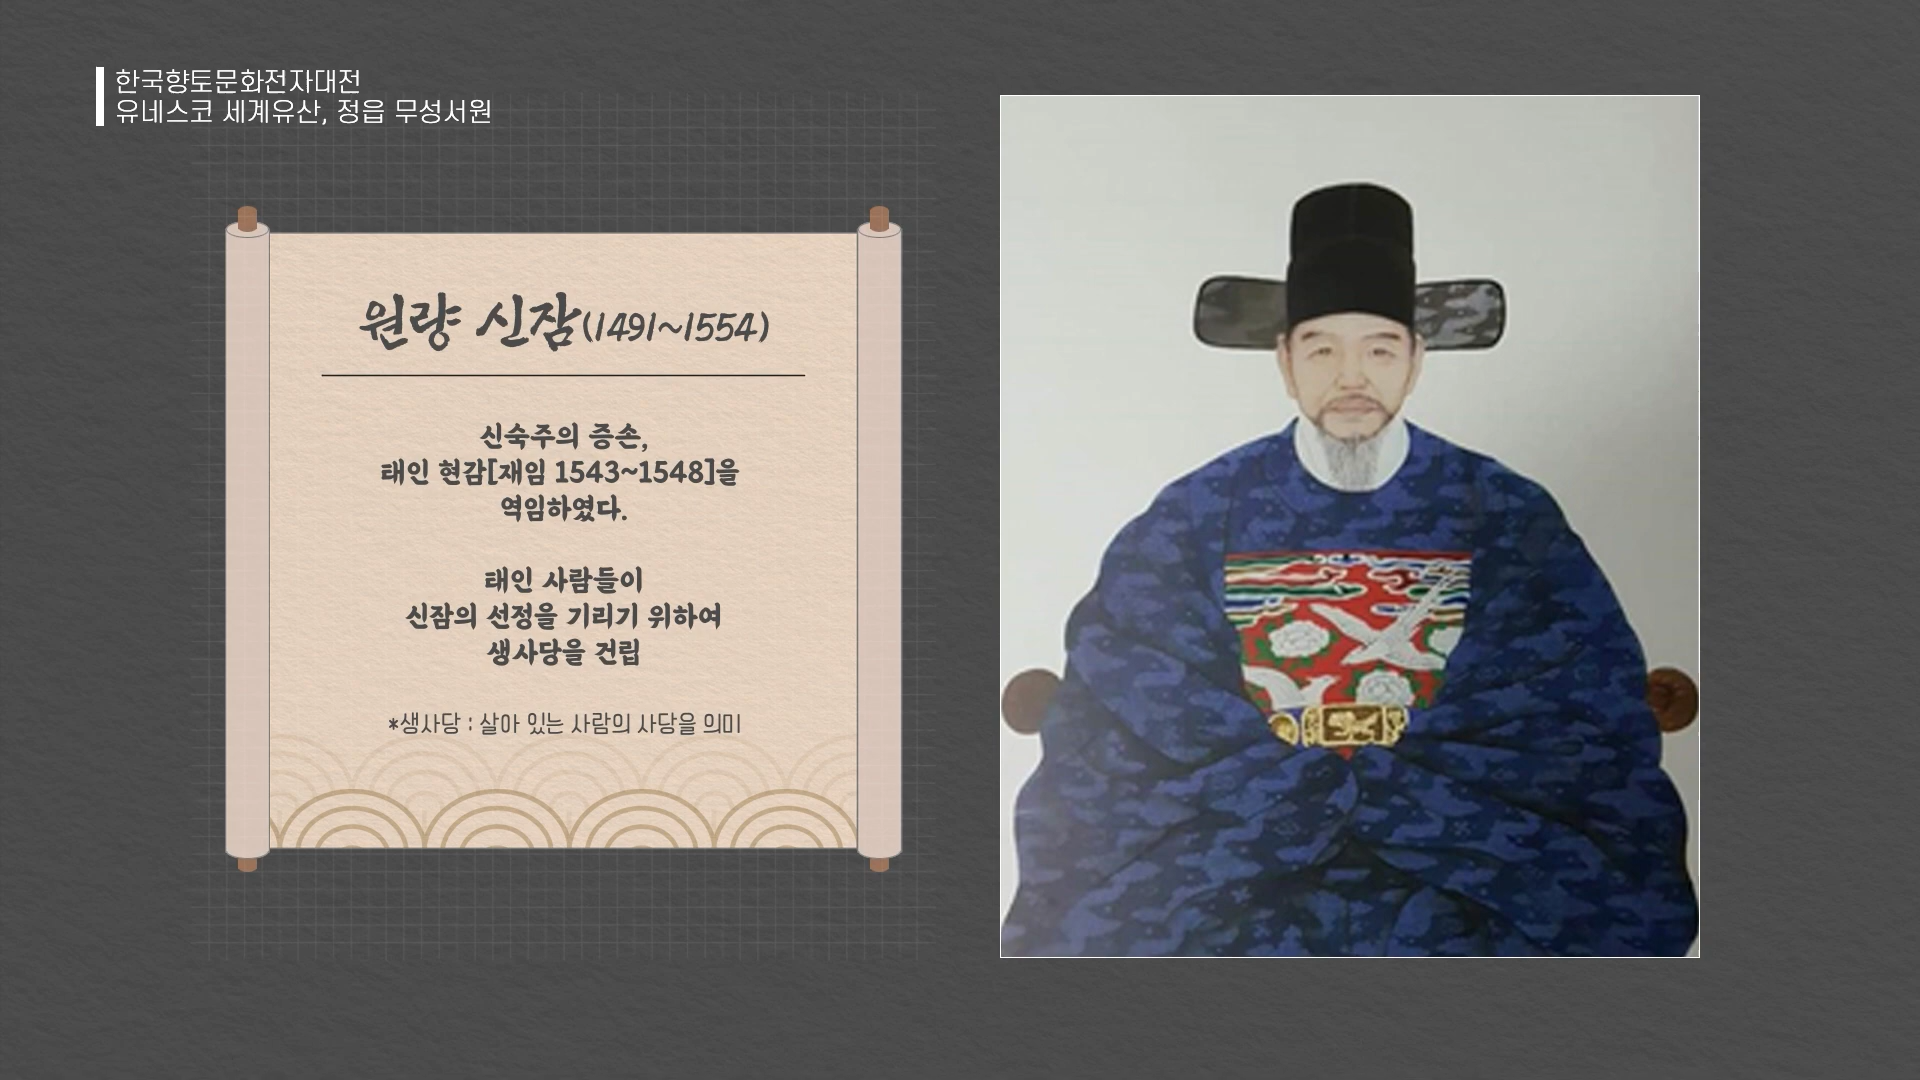 한국향토문화전자대전
유네스코 세계유산, 정읍 무성서원
원량 신잠(1491~1554)
신숙주의 증손,
태인 현감[재임 1543~1548]을
역임하였다.
태인 사람들이
신잠의 선정을 기리기 위하여
생사당을 건립
*생사당 : 살아 있는 사람의 사당을 의미